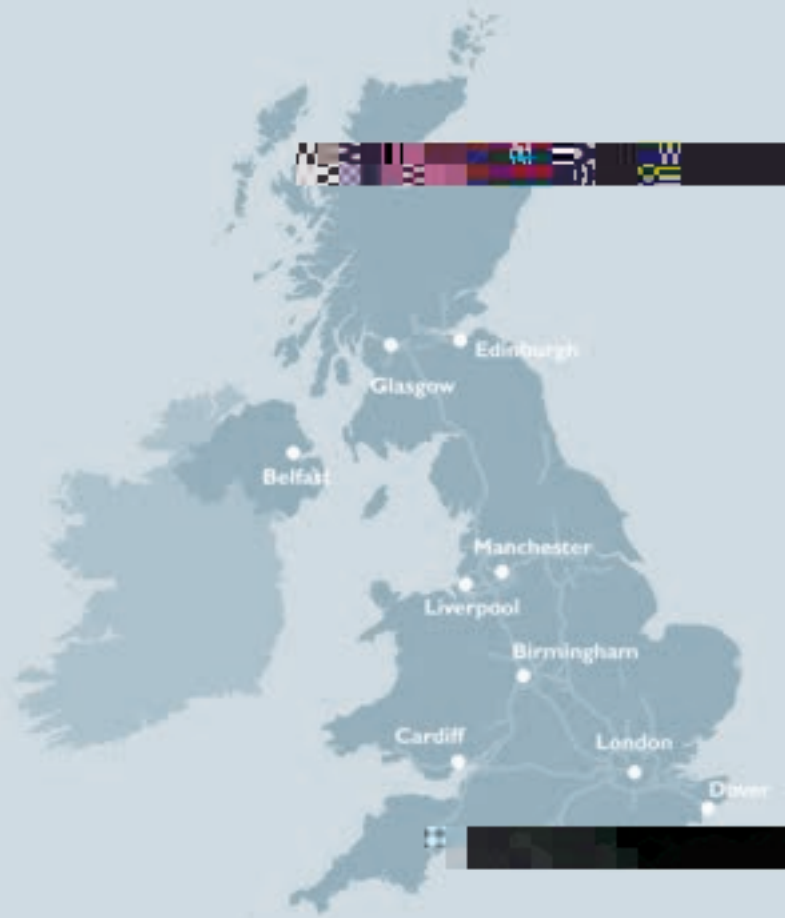 Edinburgh
Glasgow
Belfast
Manchester
Liverpool
Birmingham
Cardiff
London
Dover